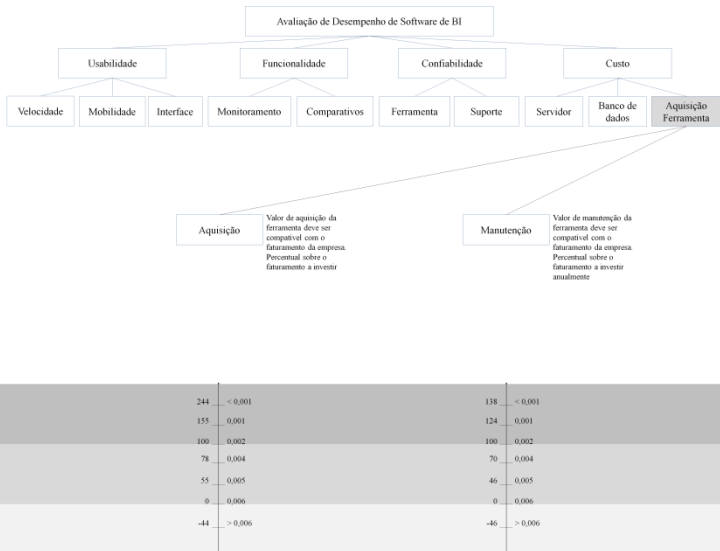 Avaliação de Desempenho de Software de BI
Usabilidade
Funcionalidade
Confiabilidade
Custo
Velocidade
Mobilidade
Interface
Monitoramento
Comparativos
Ferramenta
Suporte
Servidor
Banco de
dados
Aquisição
Ferramenta
Aquisição
Valor de aquisição da
ferramenta deve ser
compatível com o
faturamento da empresa.
Percentual sobre o
faturamento a investir
Manutenção
Valor de manutenção da
ferramenta deve ser
compatível com o
faturamento da empresa.
Percentual sobre o
faturamento a investir
anualmente
244 < 0,001
155 0,001
100 0,002
78 0,004
55 0,005
0 0,006
-44 > 0,006
138 < 0,001
124 0,001
100 0,002
70 0,004
46 0,005
0 0,006
-46 > 0,006